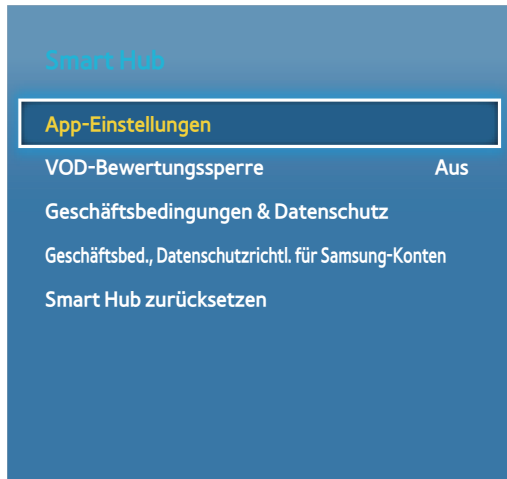 Smart Hub
App-Einstellungen
VOD-Bewertungssperre Aus
Geschäftsbedingungen & Datenschutz
Geschäftsbed., Datenschutzrichtl. für Samsung-Konten
Smart Hub zurücksetzen